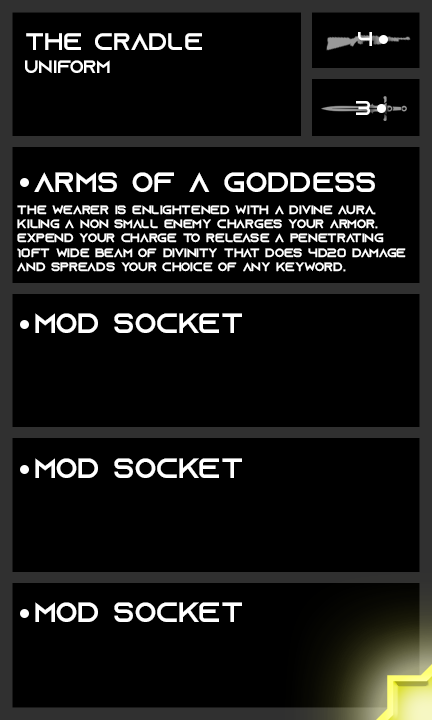 THE CRADLE
UNIFORM
4
3
•ARMS OF A GODDESS
THE WEARER IS ENLIGHTENED WITH A DIVINE AURA.
KILING A NON SMALL ENEMY CHARGES YOUR ARMOR.
EXPEND YOUR CHARGE TO RELEASE A PENETRATING
10FT WIDE BEAM OF DIVINITY THAT DOES 4D20 DAMAGE
AND SPREADS YOUR CHOICE OF ANY KEYWORD.
•MOD SOCKET
•MOD SOCKET
•MOD SOCKET